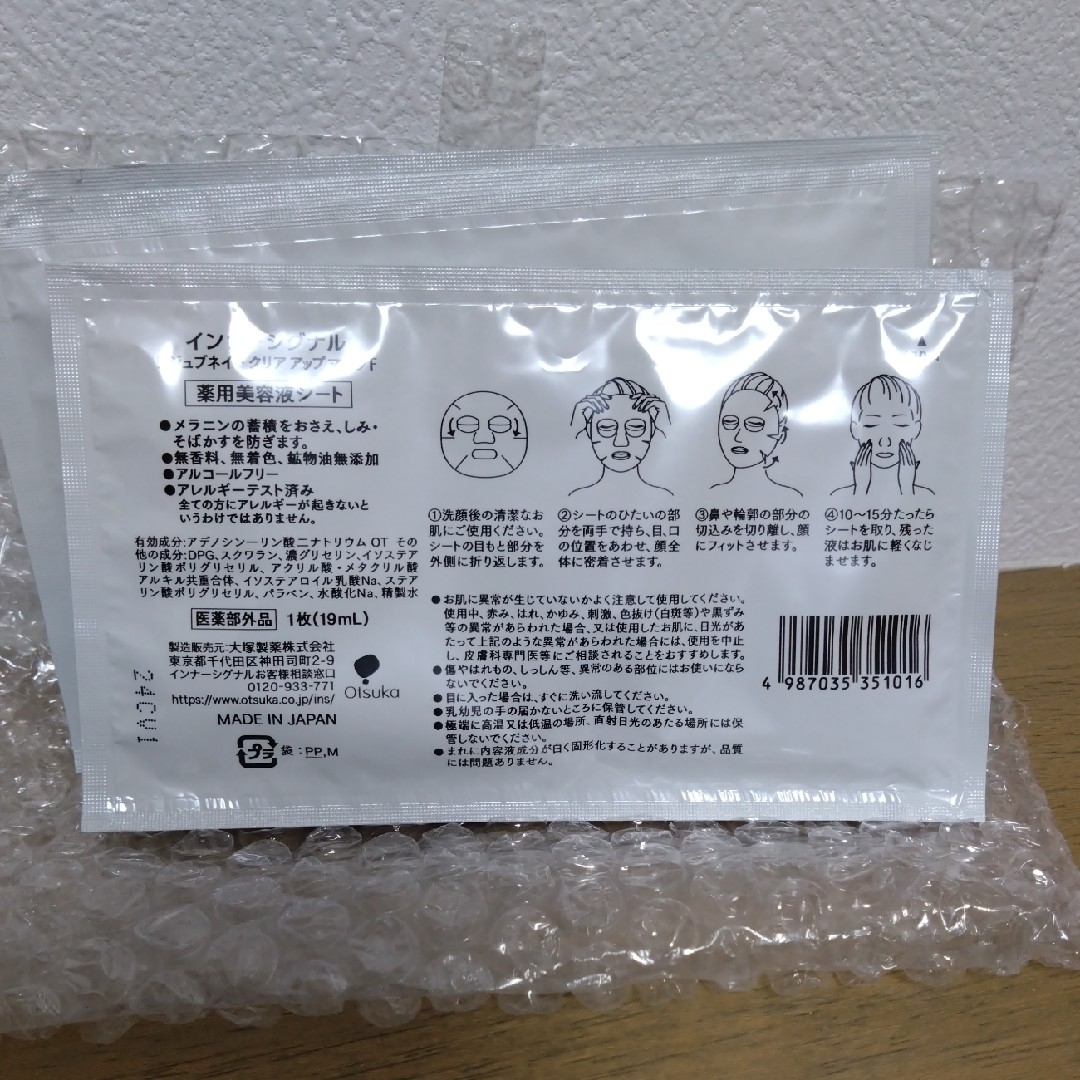 インナーシグナル
ジュブネイト クリア アップ F
薬用美容液シート
●メラニンの蓄積をおさえ、しみ・
そばかすを防ぎます。
●無香料、無着色、鉱物油無添加
●アルコールフリー
●アレルギーテスト済み
全ての方にアレルギーが起きないと
いうわけではありません。
有効成分:アデノシン一リン酸二ナトリウム OT その
他の成分:DPG、スクワラン、濃グリセリン、イソステア
リン酸ポリグリセリル、アクリル酸・メタクリル酸
アルキル共重合体、イソステアロイル乳酸Na、ステア
リン酸ポリグリセリル、パラベン、水酸化Na、精製水
医薬部外品 1枚(19mL)
製造販売元:大塚製薬株式会社
東京都千代田区神田司町2-9
インナーシグナルお客様相談窓口
0120-933-771
https://www.otsuka.co.jp/ins/
MADE IN JAPAN
Otsuka
プラ 袋:PP,M
①洗顔後の清潔なお
肌にご使用ください。
シートの目もと部分を
外側に折り返します。
②シートのひたいの部
分を両手で持ち、目、口
の位置をあわせ、顔全
体に密着させます。
③鼻や輪郭の部分の
切込みを切り離し、顔
にフィットさせます。
④10〜15分たったら
シートを取り、残った
液はお肌に軽くなじ
ませます。
●お肌に異常が生じていないかよく注意して使用してください。
使用中、赤み、はれ、かゆみ、刺激、色抜け(白斑等)や黒ずみ
等の異常があらわれた場合、又は使用したお肌に、日光があ
たって上記のような異常があらわれた場合には、使用を中止
し、皮膚科専門医等にご相談されることをおすすめします。
●傷やはれもの、しっしん等、異常のある部位にはお使いになら
ないでください。
●目に入った場合は、すぐに洗い流してください。
●乳幼児の手の届かないところに保管してください。
●極端に高温又は低温の場所、直射日光のあたる場所には保
管しないでください。
●まれに内容液成分が白く固形化することがありますが、品質
には問題ありません。
4 987035 351016